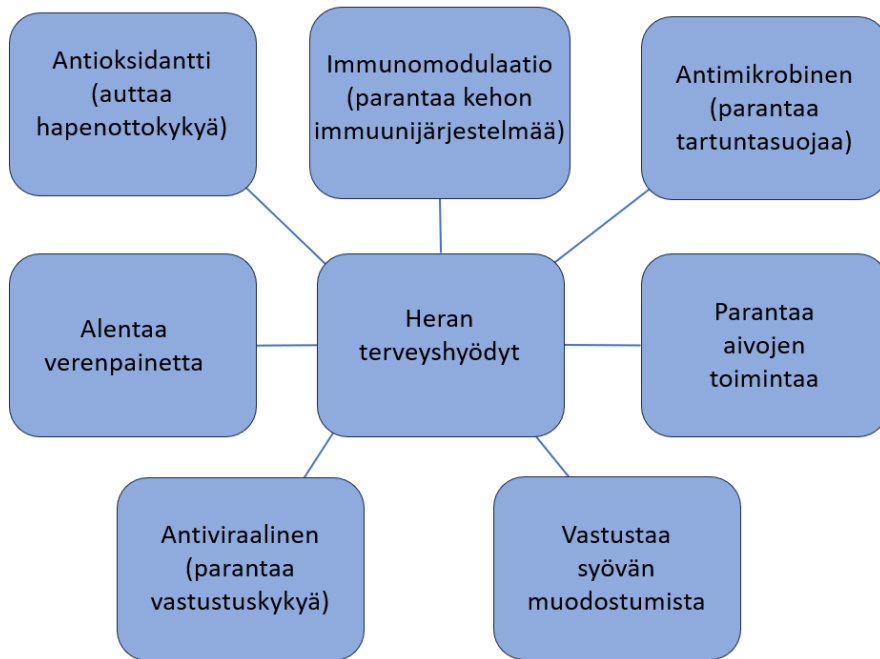 Antioksidantti
(auttaa
hapenottokykyä)
Immunomodulaatio
(parantaa kehon
immuunijärjestelmää)
Antimikrobinen
(parantaa
tartuntasuojaa)
Alentaa
verenpainetta
Heran
terveyshyödyt
Parantaa
aivojen
toimintaa
Antiviraalinen
(parantaa
vastustuskykyä)
Vastustaa
syövän
muodostumista